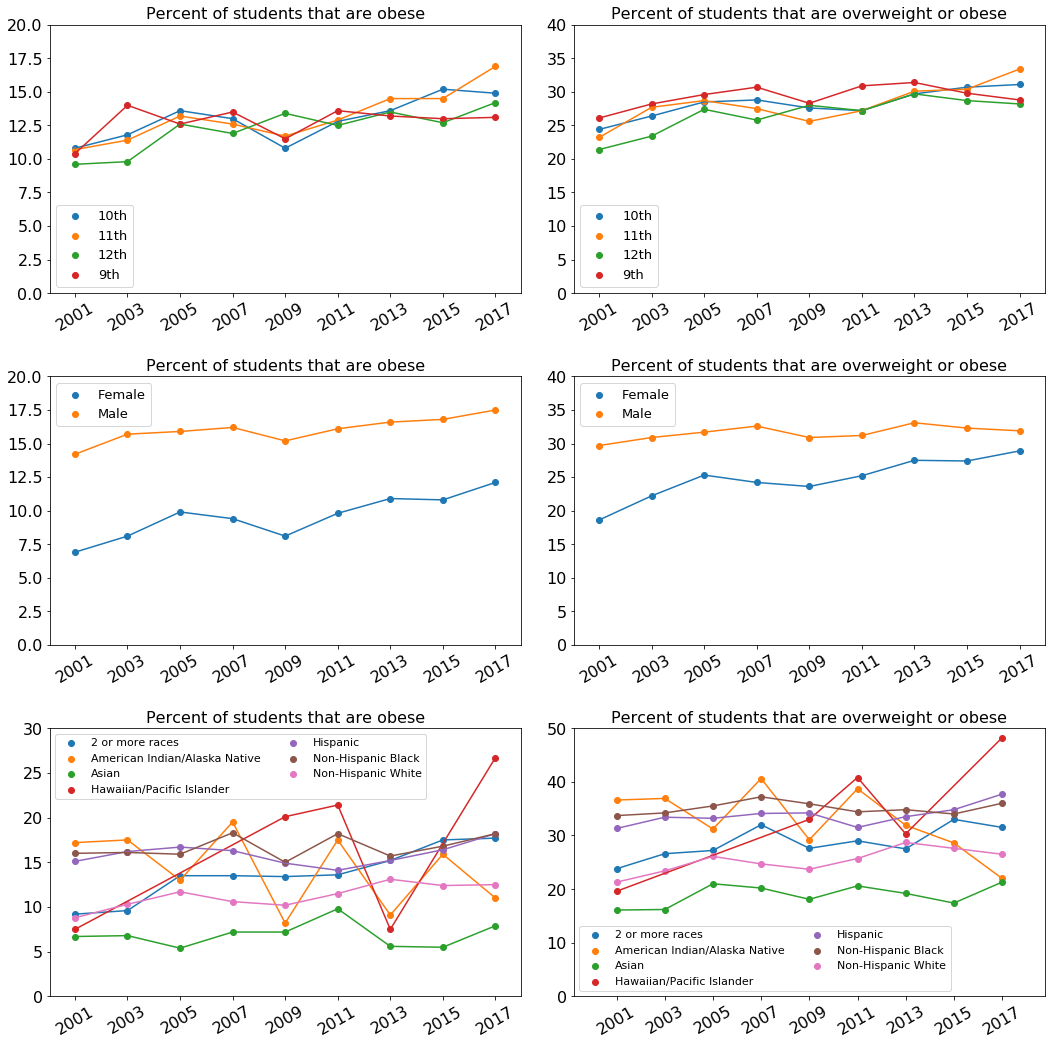 Percent of students that are obese
20.0
17.5
15.0
12.5
10.0
7.5
5.0
2.5
0.0
10th
11th
12th
9th
2001 2003 2005 2007 2009 2011 2013 2015 2017
Percent of students that are overweight or obese
40
35
30
25
20
15
10
5
0
10th
11th
12th
9th
2001 2003 2005 2007 2009 2011 2013 2015 2017
Percent of students that are obese
20.0
17.5
15.0
12.5
10.0
7.5
5.0
2.5
0.0
Female
Male
2001 2003 2005 2007 2009 2011 2013 2015 2017
Percent of students that are overweight or obese
40
35
30
25
20
15
10
5
0
Female
Male
2001 2003 2005 2007 2009 2011 2013 2015 2017
Percent of students that are obese
30
25
20
15
10
5
0
2 or more races
American Indian/Alaska Native
Asian
Hawaiian/Pacific Islander
Hispanic
Non-Hispanic Black
Non-Hispanic White
2001 2003 2005 2007 2009 2011 2013 2015 2017
Percent of students that are overweight or obese
50
40
30
20
10
0
2 or more races
American Indian/Alaska Native
Asian
Hawaiian/Pacific Islander
Hispanic
Non-Hispanic Black
Non-Hispanic White
2001 2003 2005 2007 2009 2011 2013 2015 2017